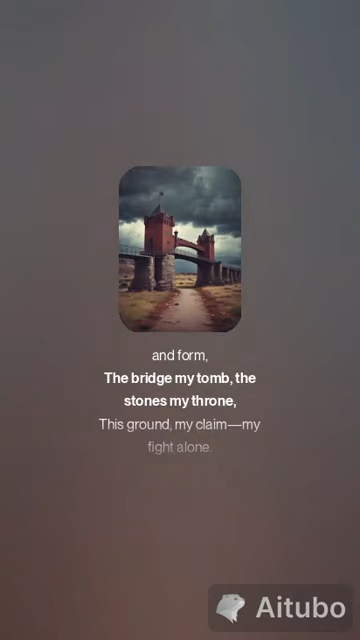 and form,
The bridge my tomb, the
stones my throne,
This ground, my claim—my
fight alone.
Aitubo